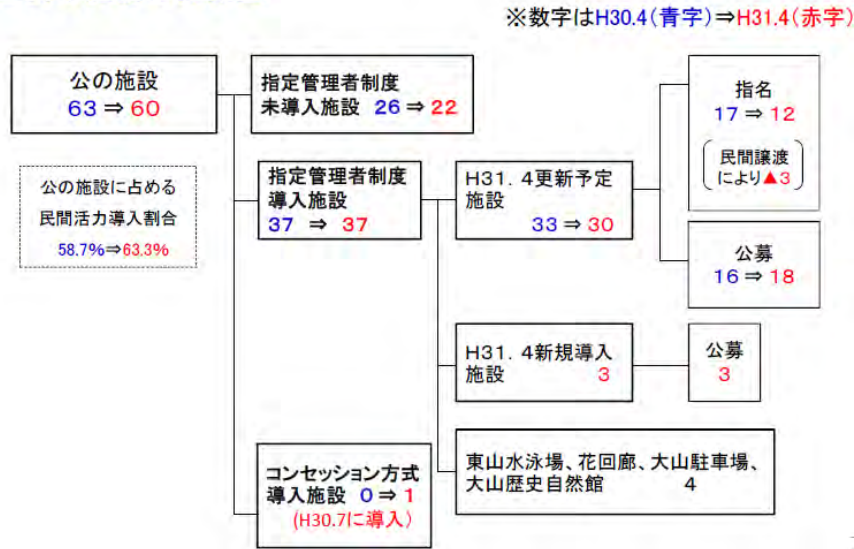 ※数字はH30.4(青字)⇒H31.4(赤字)
公の施設
63 ⇒ 60
指定管理者制度
未導入施設 26 ⇒ 22
指名
17 ⇒ 12
民間譲渡
により▲3
公の施設に占める
民間活力導入割合
58.7%⇒63.3%
指定管理者制度
導入施設
37 ⇒ 37
H31.4更新予定
施設
33 ⇒ 30
公募
16 ⇒ 18
H31.4新規導入
施設 3
公募
3
コンセッション方式
導入施設 0 ⇒ 1
(H30.7に導入)
東山水泳場、花回廊、大山駐車場、
大山歴史自然館 4